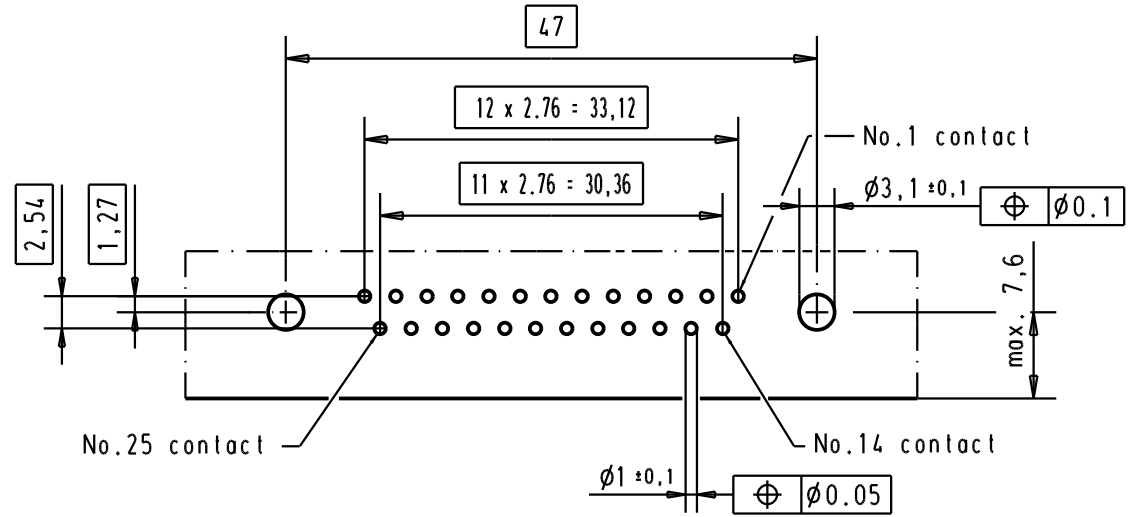 47
12 x 2.76 = 33,12
No.1 contact
11 x 2.76 = 30,36
Ø3,1 ±0,1
⌖ Ø0.1
2,54
1,27
max. 7,6
No.25 contact
No.14 contact
Ø1 ±0,1
⌖ Ø0.05